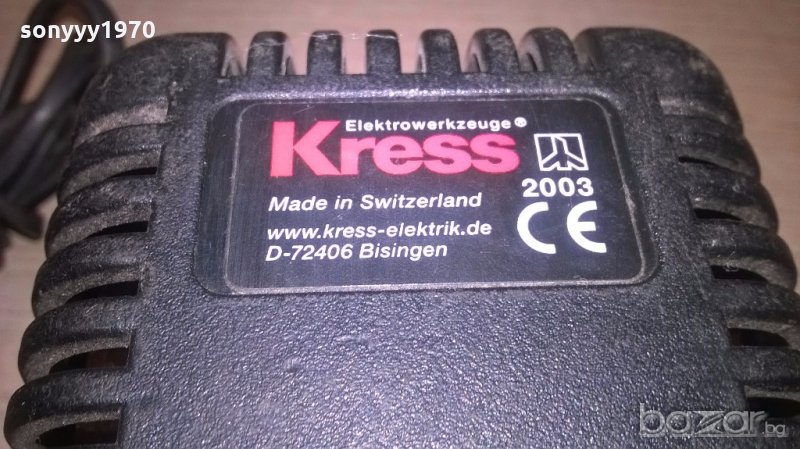 sonyyy1970
Elektrowerkzeuge®
Kress
2003
Made in Switzerland
www.kress-elektrik.de
D-72406 Bisingen
CE
bazar.bg